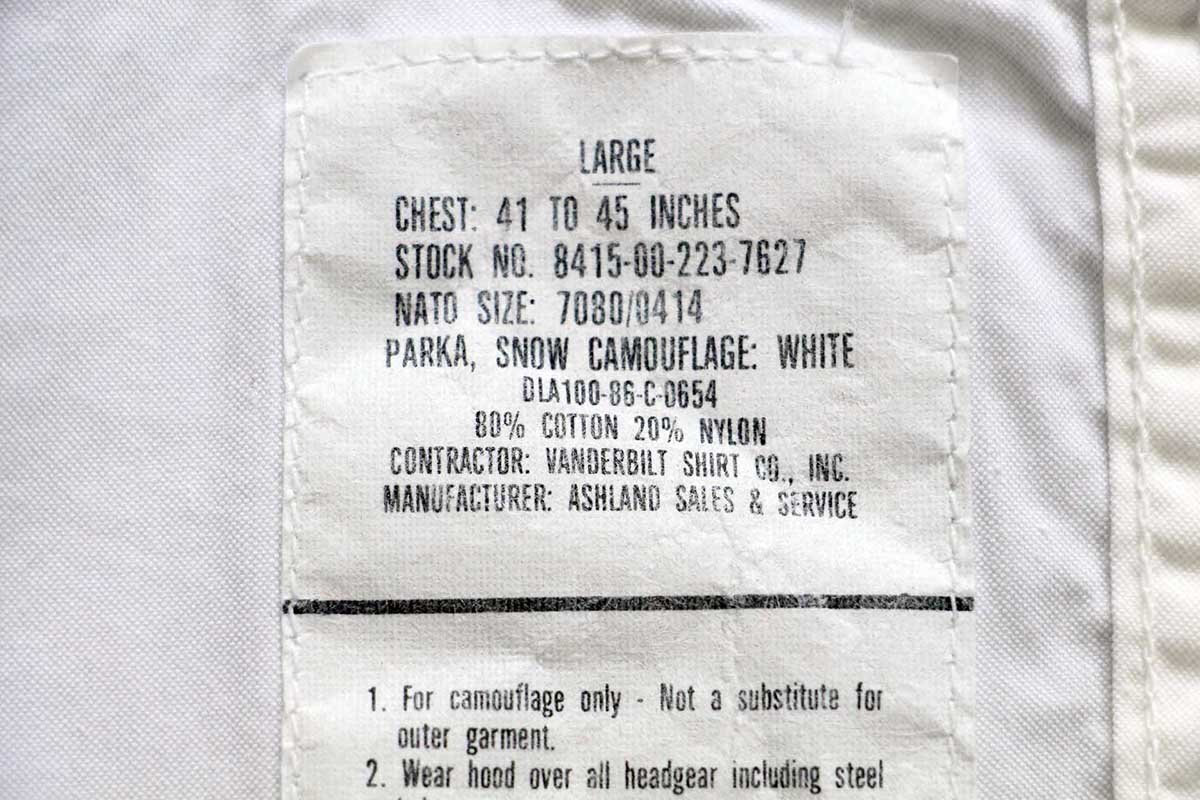 LARGE
CHEST: 41 TO 45 INCHES
STOCK NO. 8415-00-223-7627
NATO SIZE: 7080/0414
PARKA, SNOW CAMOUFLAGE: WHITE
DLA100-86-C-0654
80% COTTON 20% NYLON
CONTRACTOR: VANDERBILT SHIRT CO., INC.
MANUFACTURER: ASHLAND SALES & SERVICE
1. For camouflage only - Not a substitute for
outer garment.
2. Wear hood over all headgear including steel